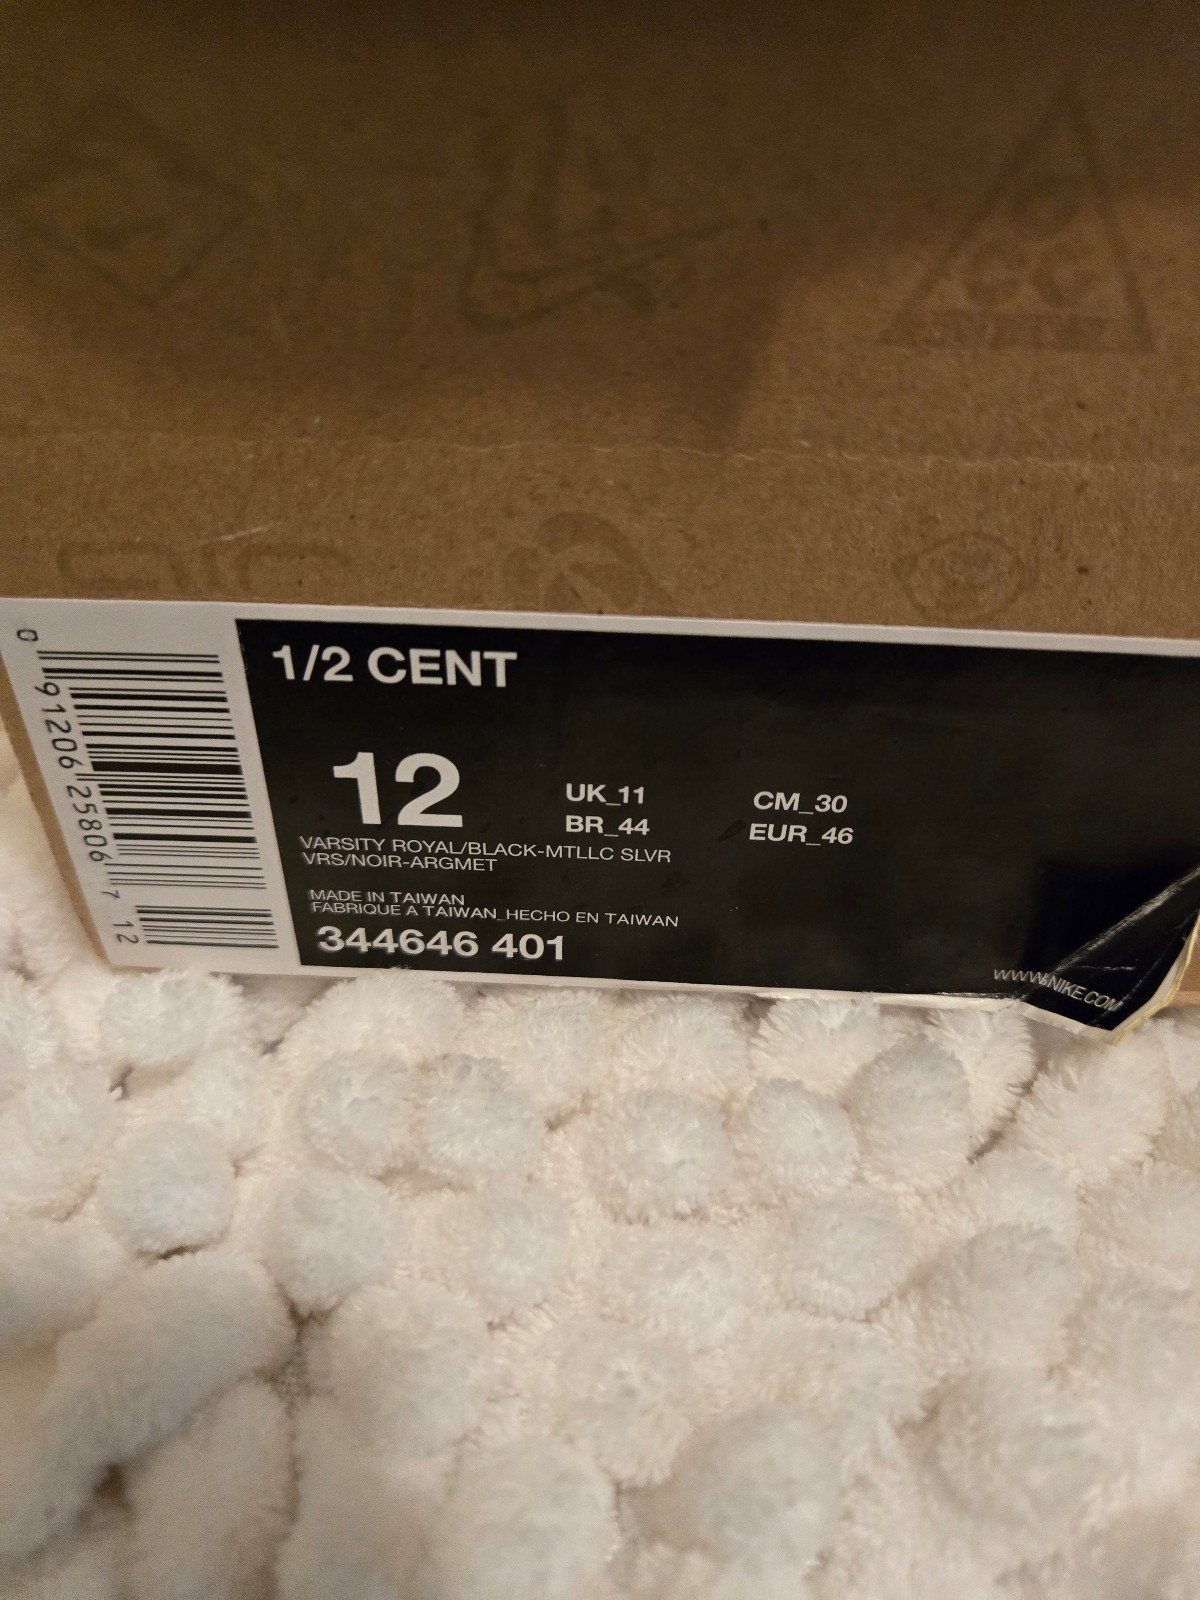 1/2 CENT
12
UK_11
CM_30
BR_44
EUR_46
VARSITY ROYAL/BLACK-MTLLC SLVR
VRS/NOIR-ARGMET
MADE IN TAIWAN
FABRIQUE A TAIWAN_HECHO EN TAIWAN
344646 401
WWW.NIKE.COM
0 91206 25806 7 12